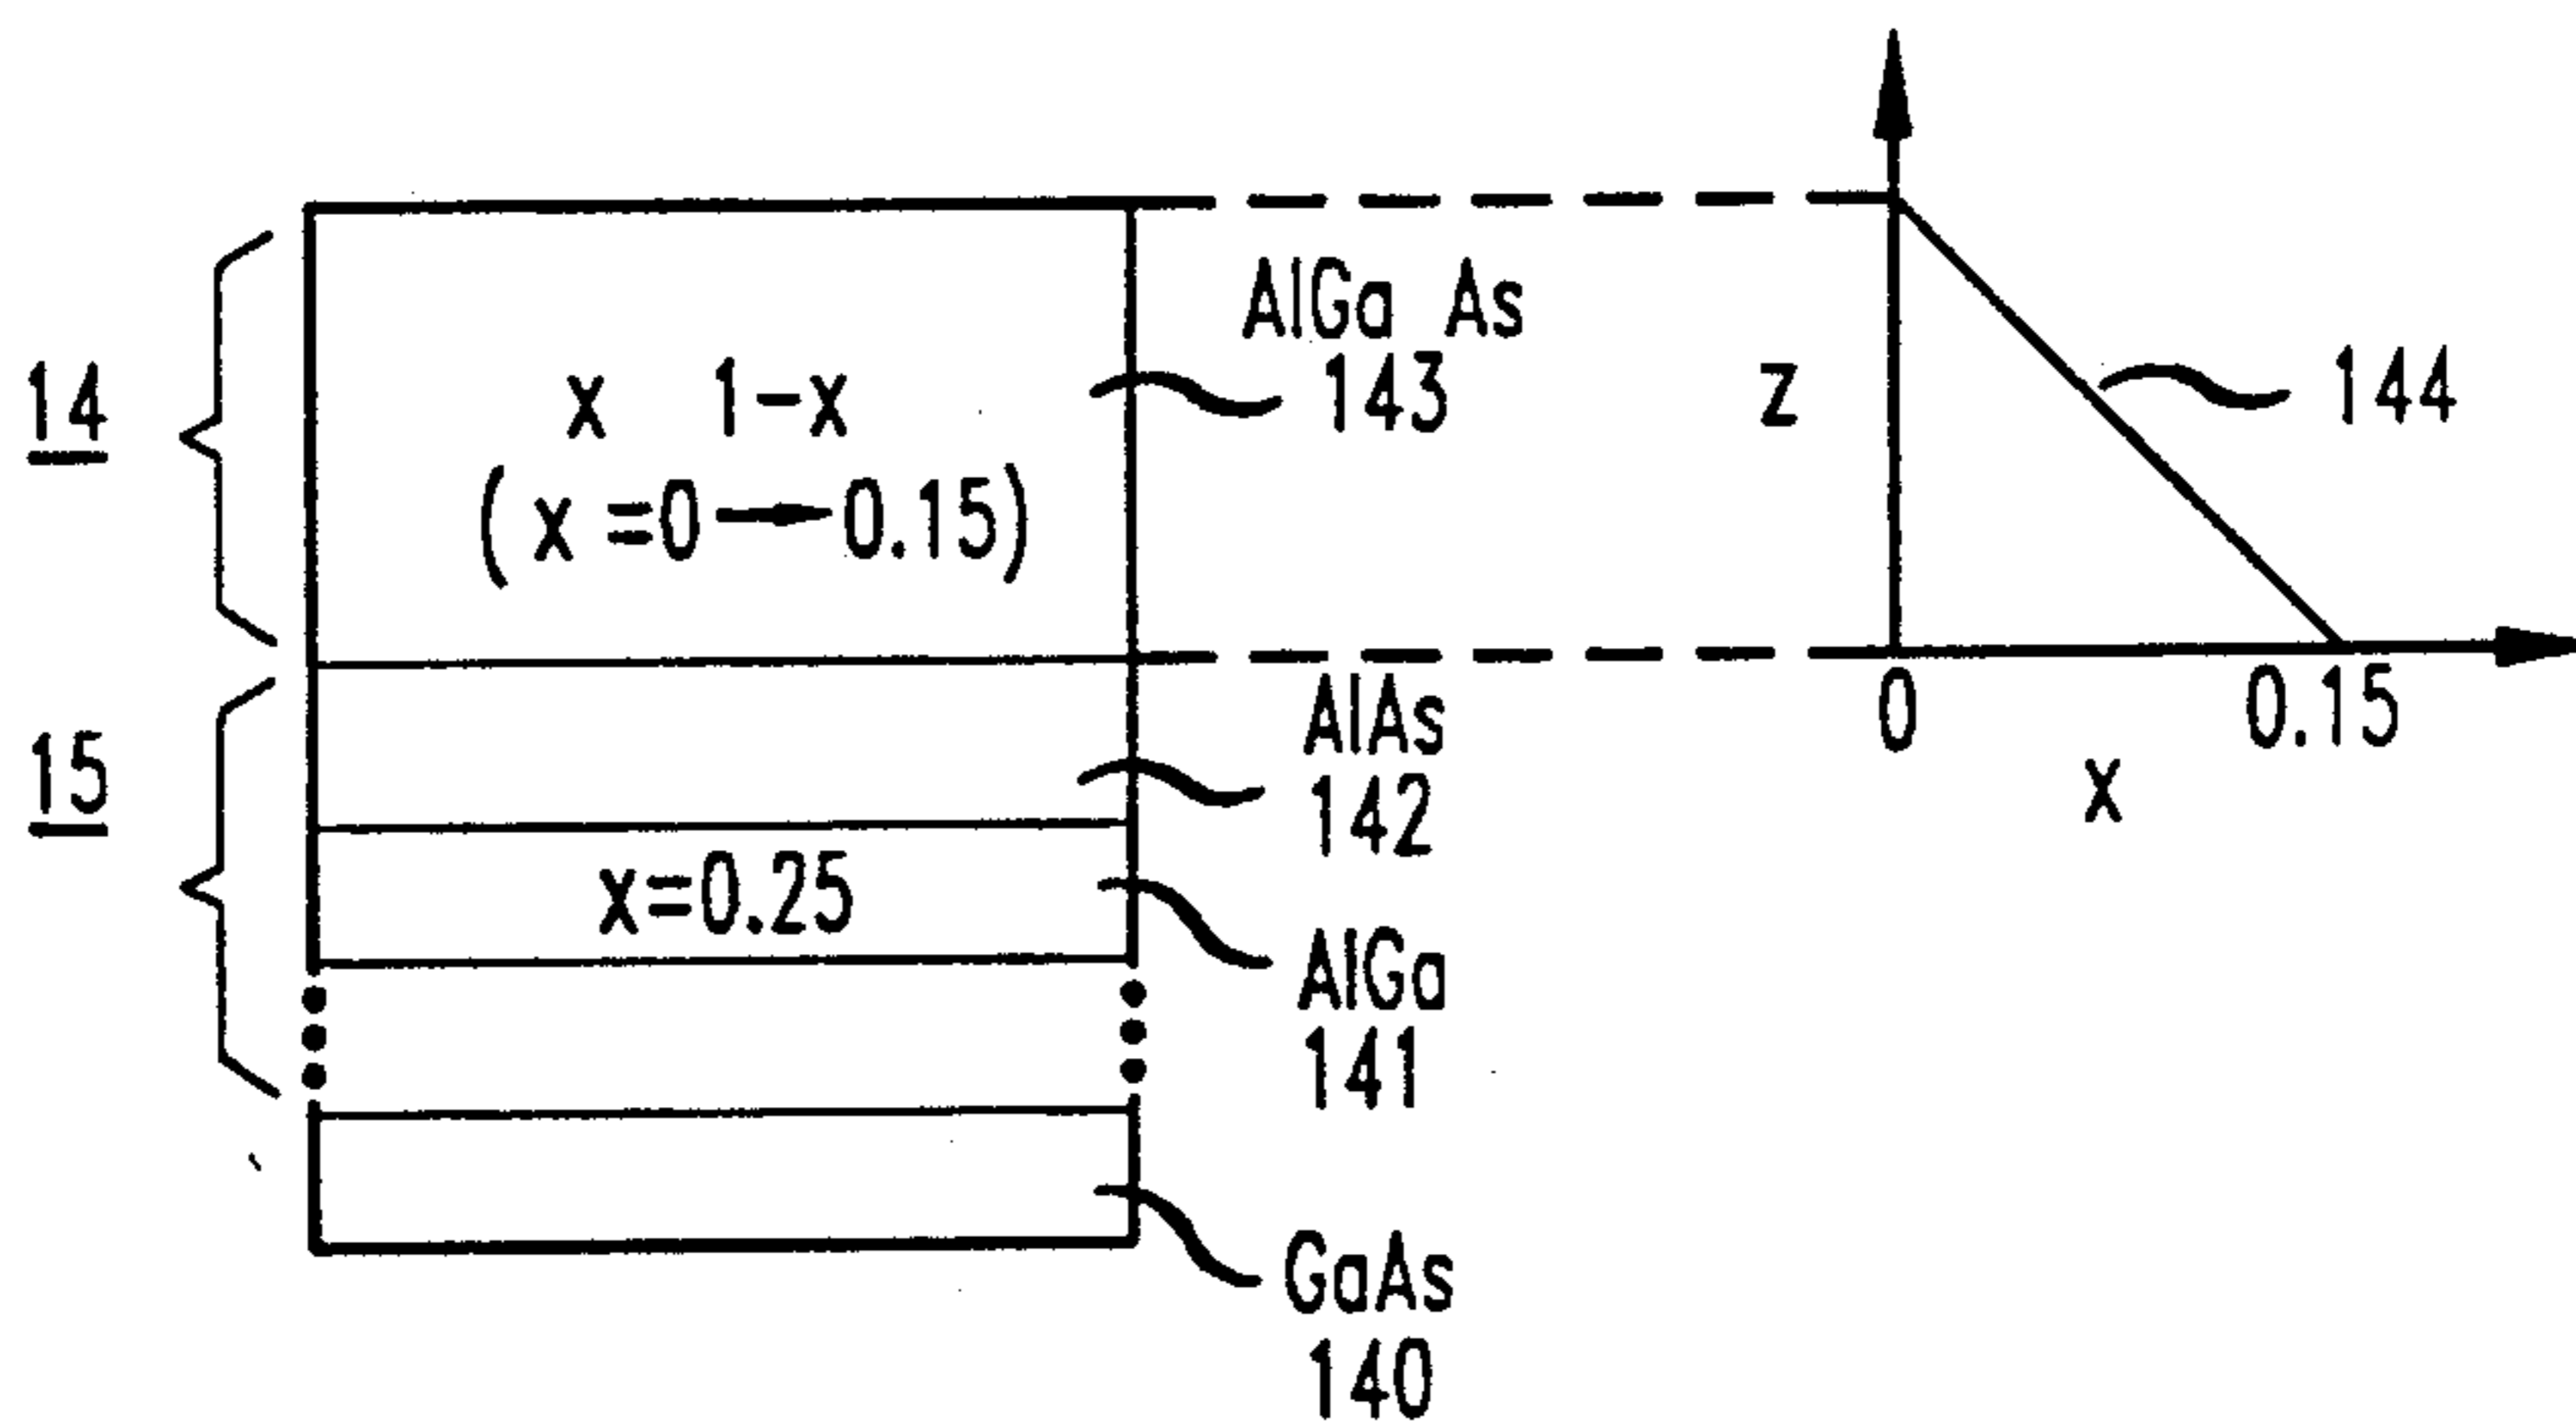 14
x 1-x
( x =0 → 0.15)
AlGa As
143
z
144
0
0.15
x
15
AlAs
142
x=0.25
AlGa
141
GaAs
140